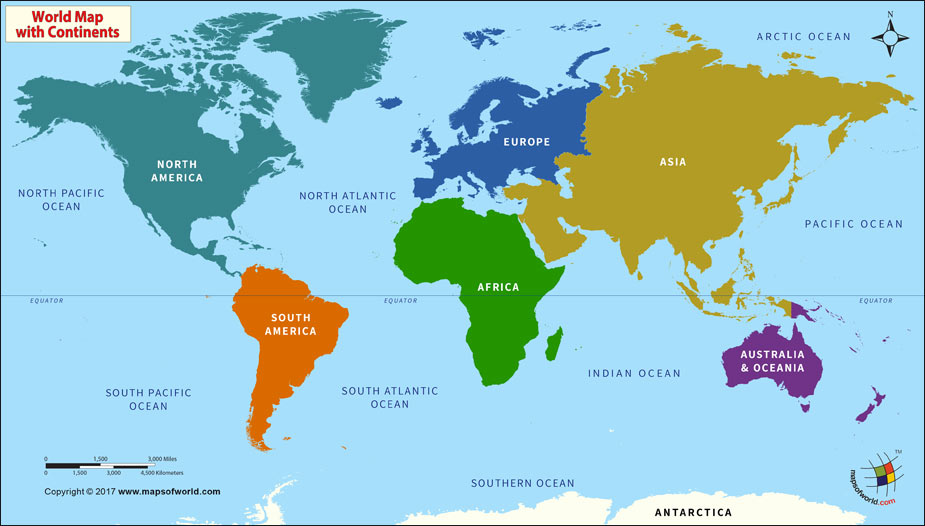 World Map
with Continents
N
ARCTIC OCEAN
EUROPE
NORTH
AMERICA
ASIA
NORTH PACIFIC
OCEAN
NORTH ATLANTIC
OCEAN
PACIFIC OCEAN
AFRICA
EQUATOR
EQUATOR
EQUATOR
SOUTH
AMERICA
AUSTRALIA
& OCEANIA
INDIAN OCEAN
SOUTH PACIFIC
OCEAN
SOUTH ATLANTIC
OCEAN
0 1,500 3,000 Miles
0 1,500 3,000 4,500 Kilometers
Copyright © 2017 www.mapsofworld.com
SOUTHERN OCEAN
ANTARCTICA
TM
mapsofworld.com